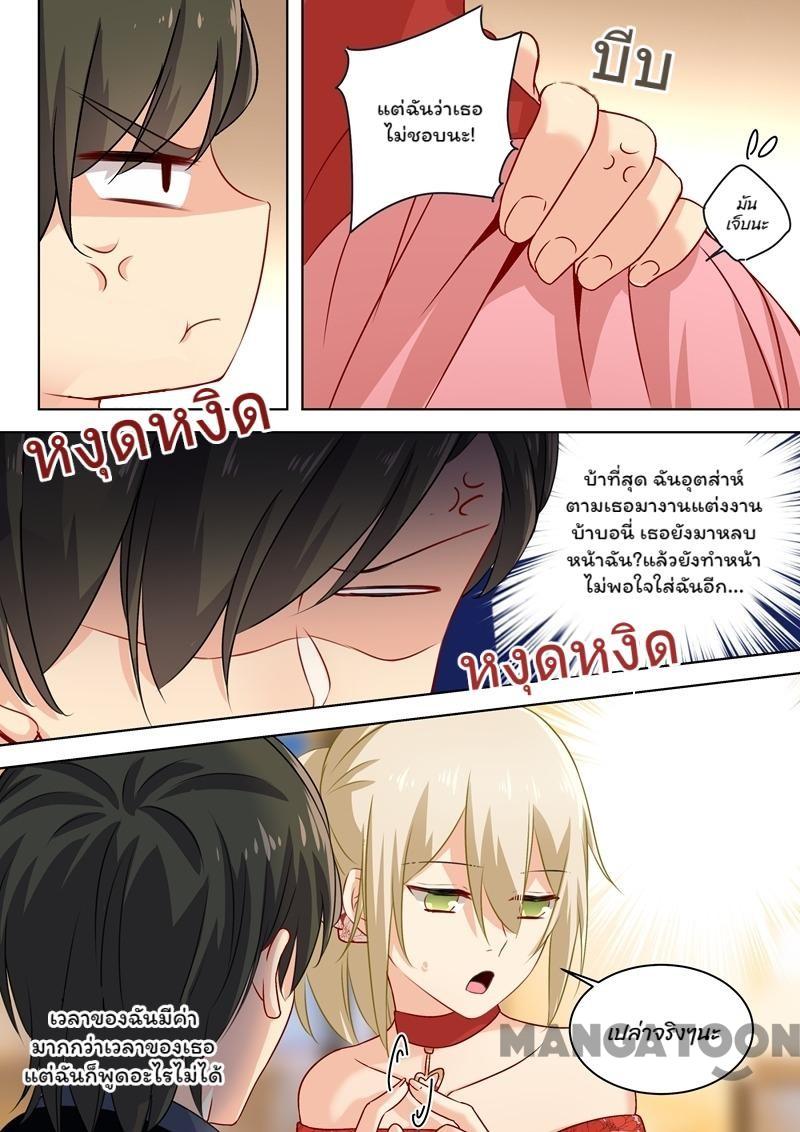 แต่ฉันว่าเธอ
ไม่ชอบนะ!
บีบ
มัน
เจ็บนะ
หงุดหงิด
บ้าที่สุด ฉันอุตส่าห์
ตามเธอมางานแต่งงาน
บ้าบอนี่ เธอยังมาหลบ
หน้าฉัน?แล้วยังทำหน้า
ไม่พอใจใส่ฉันอีก...
หงุดหงิด
เปล่าจริงๆนะ
MANGATOON
เวลาของฉันมีค่า
มากกว่าเวลาของเธอ
แต่ฉันก็พูดอะไรไม่ได้